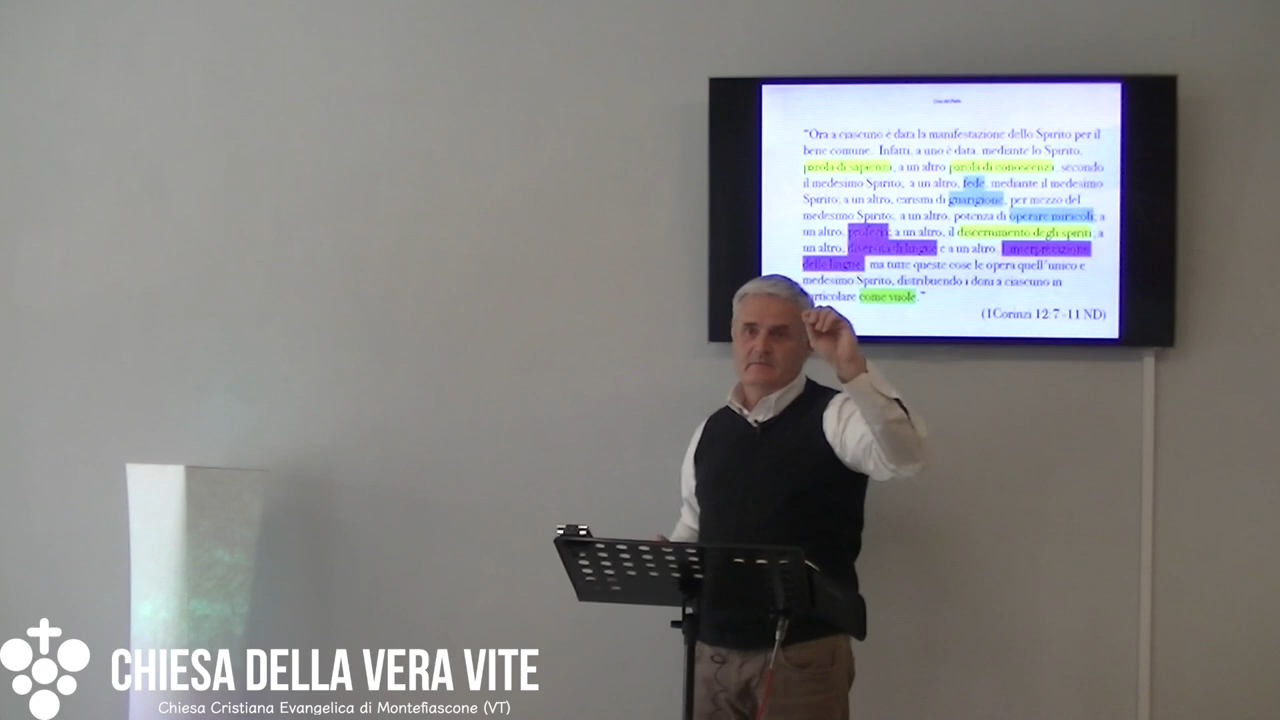 "Ora a ciascuno è data la manifestazione dello Spirito per il
bene comune. Infatti, a uno è data, mediante lo Spirito,
parola di sapienza, a un altro parola di conoscenza, secondo
il medesimo Spirito; a un altro, fede, mediante il medesimo
Spirito; a un altro, carismi di guarigione, per mezzo del
medesimo Spirito; a un altro, potenza di operare miracoli; a
un altro, profezia; a un altro, il discernimento degli spiriti; a
un altro, diversità di lingue e a un altro, l'interpretazione
delle lingue; ma tutte queste cose le opera quell'unico e
medesimo Spirito, distribuendo i doni a ciascuno in
particolare come vuole."
(1Corinzi 12:7-11 ND)
CHIESA DELLA VERA VITE
Chiesa Cristiana Evangelica di Montefiascone (VT)